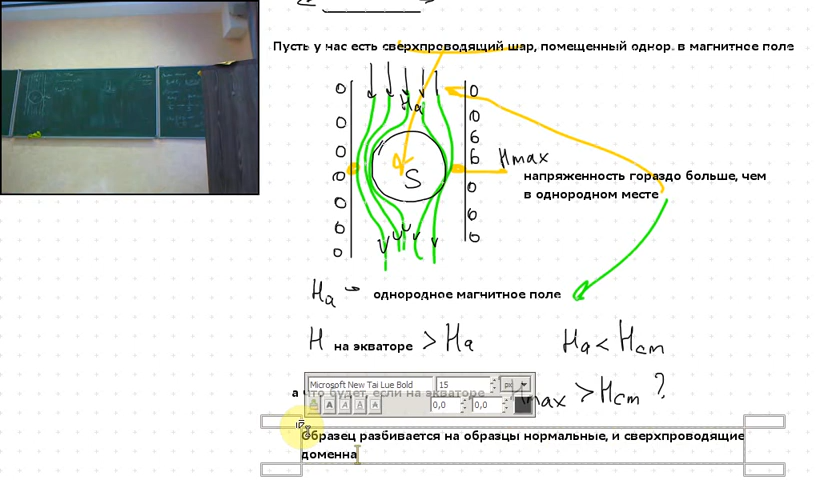 Пусть у нас есть сверхпроводящий шар, помещенный однор. в магнитное поле
Ha
Hmax
S
напряженность гораздо больше, чем
в однородном месте
Ha однородное магнитное поле
H на экваторе > Ha
Ha < Hcm
Microsoft New Tai Lue Bold 15 px
0,0 0,0
а что будет, если на экваторе
Hmax > Hcm ?
Образец разбивается на образцы нормальные, и сверхпроводящие
доменна